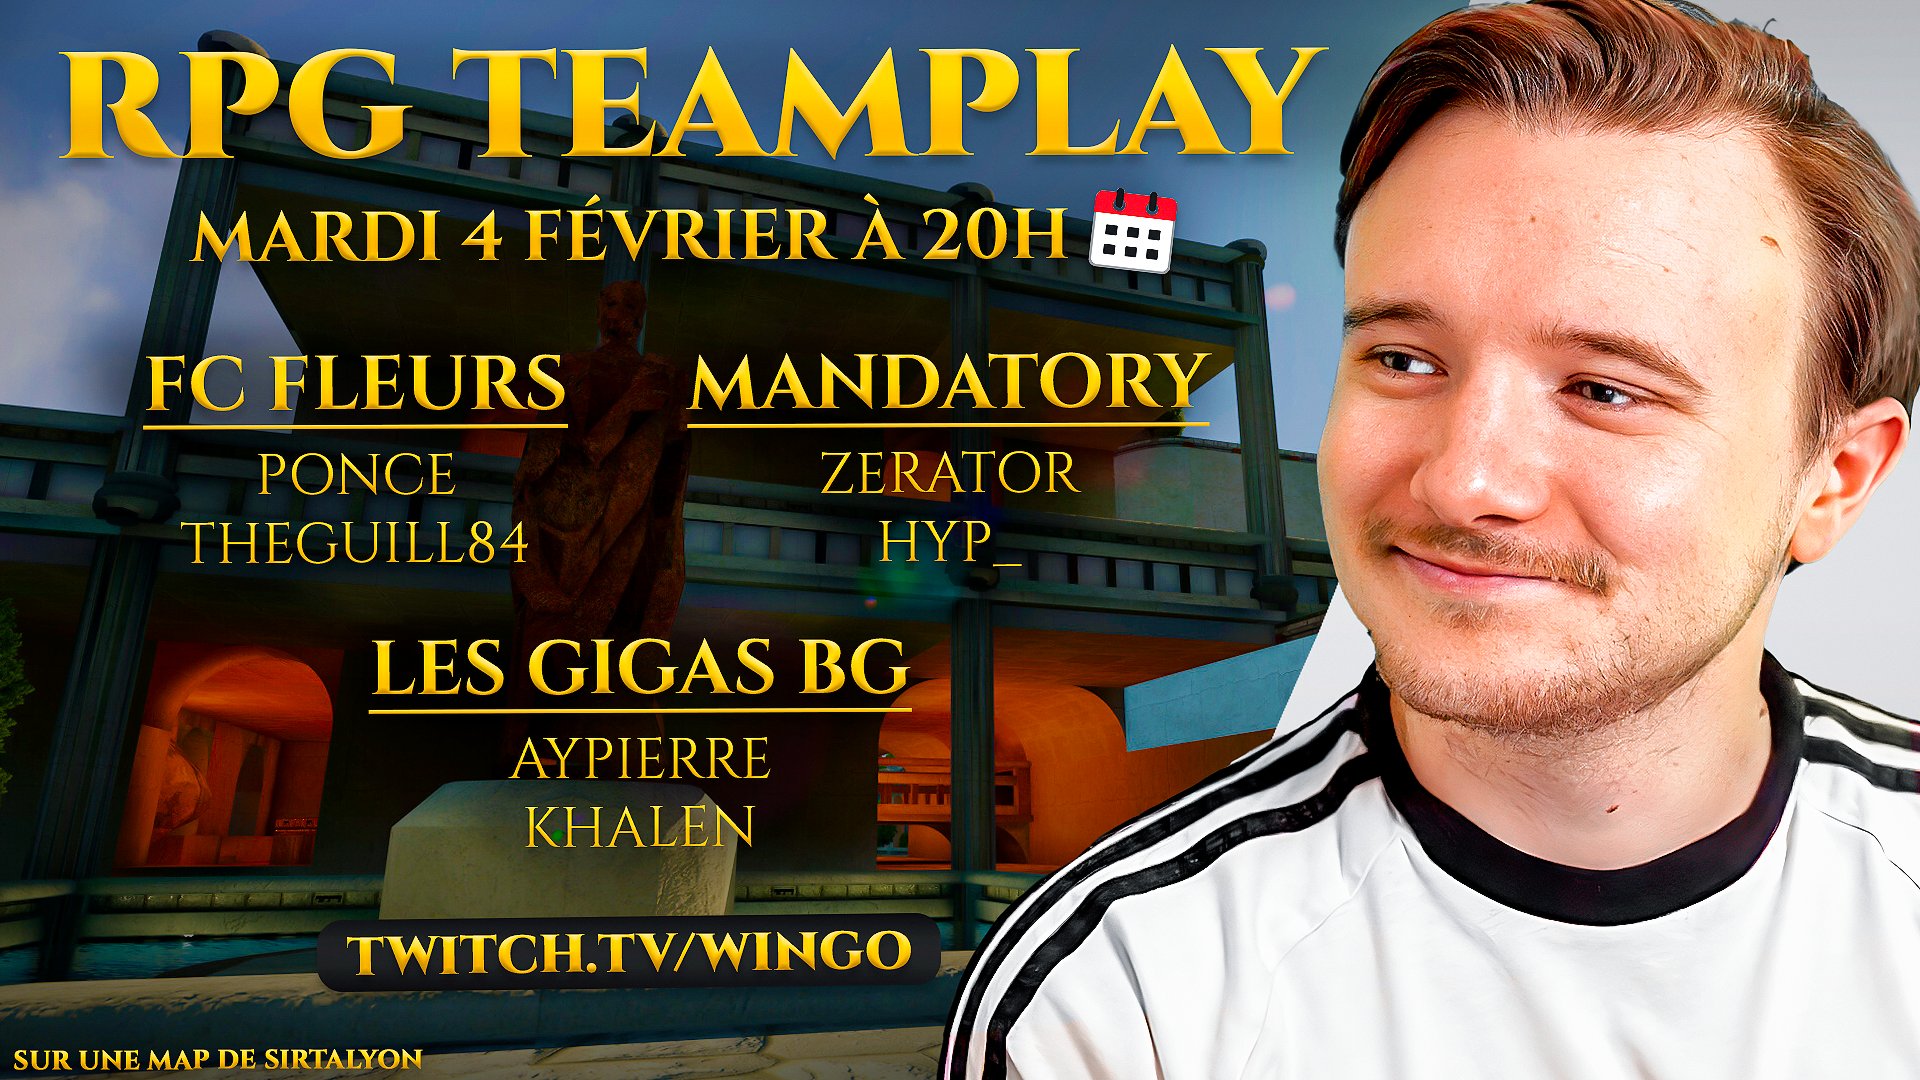 RPG TEAMPLAY
MARDI 4 FÉVRIER À 20H
FC FLEURS
PONCE
THEGUILL84
MANDATORY
ZERATOR
HYP_
LES GIGAS BG
AYPIERRE
KHALEN
TWITCH.TV/WINGO
SUR UNE MAP DE SIRTALYON